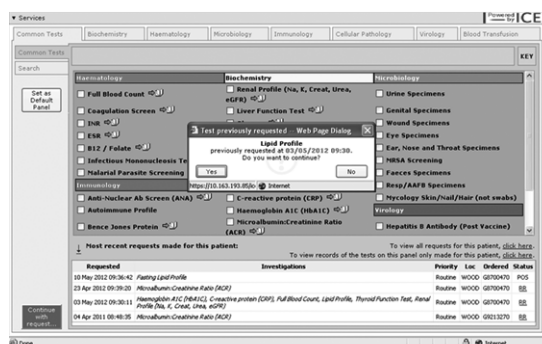 ▼ Services
Powered by ICE
Common Tests Biochemistry Haematology Microbiology Immunology Cellular Pathology Virology Blood Transfusion
Common Tests
KEY
Search
Set as Default Panel
Haematology Biochemistry Microbiology
Full Blood Count Renal Profile (Na, K, Creat, Urea, eGFR) Urine Specimens
Coagulation Screen Liver Function Test Genital Specimens
INR Wound Specimens
ESR Eye Specimens
B12 / Folate Ear, Nose and Throat Specimens
Infectious Mononucleosis Te MRSA Screening
Malarial Parasite Screening Faeces Specimens
Test previously requested -- Web Page Dialog
Lipid Profile
previously requested at 03/05/2012 09:30.
Do you want to continue?
Yes No
https://10.163.193.85/ic Internet
Immunology Resp/AAFB Specimens
Anti-Nuclear Ab Screen (ANA) C-reactive protein (CRP) Mycology Skin/Nail/Hair (not swabs)
Autoimmune Profile Haemoglobin A1C (HbA1C) Virology
Bence Jones Protein Microalbumin:Creatinine Ratio (ACR) Hepatitis B Antibody (Post Vaccine)
Most recent requests made for this patient: To view all requests for this patient, click here.
To view records of the tests on this panel only made for this patient, click here.
Requested Investigations Priority Loc Ordered Status
10 May 2012 09:36:42 Fasting Lipid Profile Routine WOOD G8700470 POS
23 Apr 2012 09:39:20 Microalbumin:Creatinine Ratio (ACR) Routine WOOD G8700470 RR
03 May 2012 09:30:11 Haemoglobin A1C (HbA1C), C-reactive protein (CRP), Full Blood Count, Lipid Profile, Thyroid Function Test, Renal Profile (Na, K, Creat, Urea, eGFR) Routine WOOD G8700470 RR
04 Apr 2011 08:48:35 Microalbumin:Creatinine Ratio (ACR) Routine WOOD G9213270 RR
Continue with request...
Done Internet